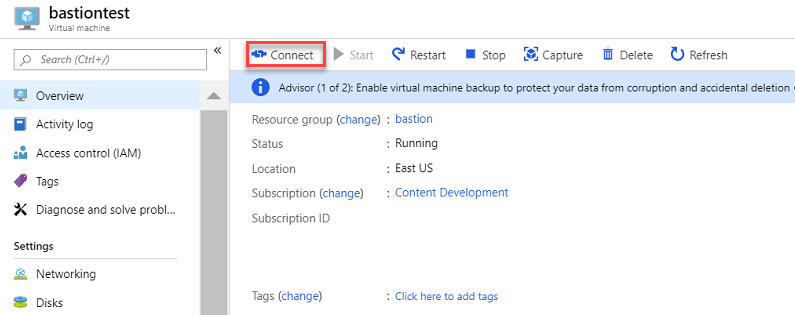 bastiontest
Virtual machine
Search (Ctrl+/)
«
Overview
Activity log
Access control (IAM)
Tags
Diagnose and solve probl...
Settings
Networking
Disks
Connect Start Restart Stop Capture Delete Refresh
Advisor (1 of 2): Enable virtual machine backup to protect your data from corruption and accidental deletion
Resource group (change) : bastion
Status : Running
Location : East US
Subscription (change) : Content Development
Subscription ID
Tags (change) : Click here to add tags